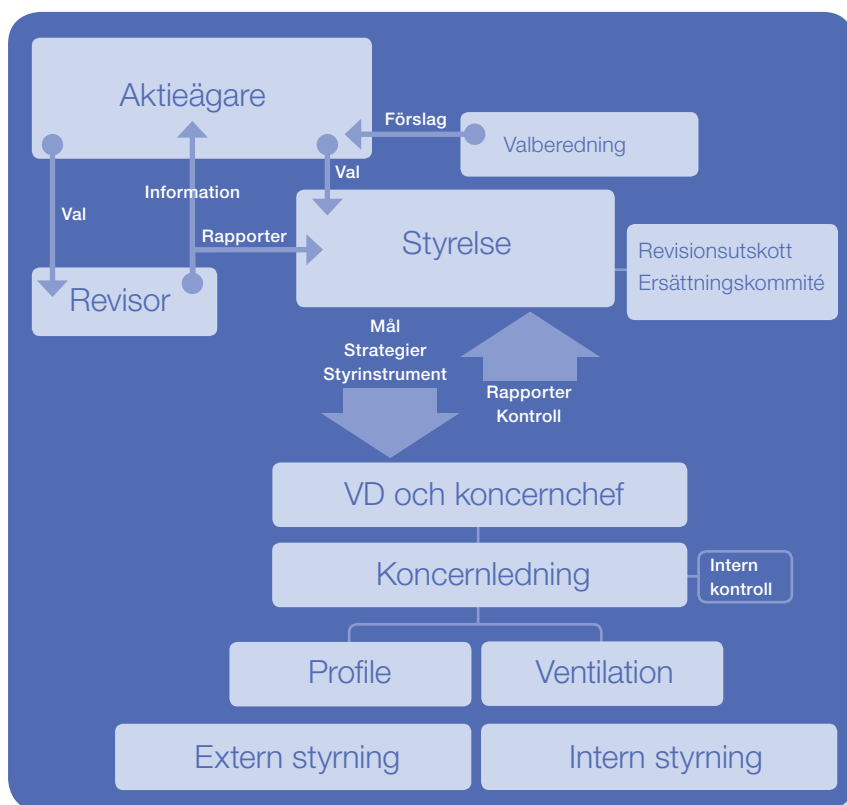 Aktieägare
Förslag
Valberedning
Val
Information
Val
Rapporter
Styrelse
Revisionsutskott
Ersättningskommité
Revisor
Mål
Strategier
Styrinstrument
Rapporter
Kontroll
VD och koncernchef
Koncernledning
Intern
kontroll
Profile
Ventilation
Extern styrning
Intern styrning